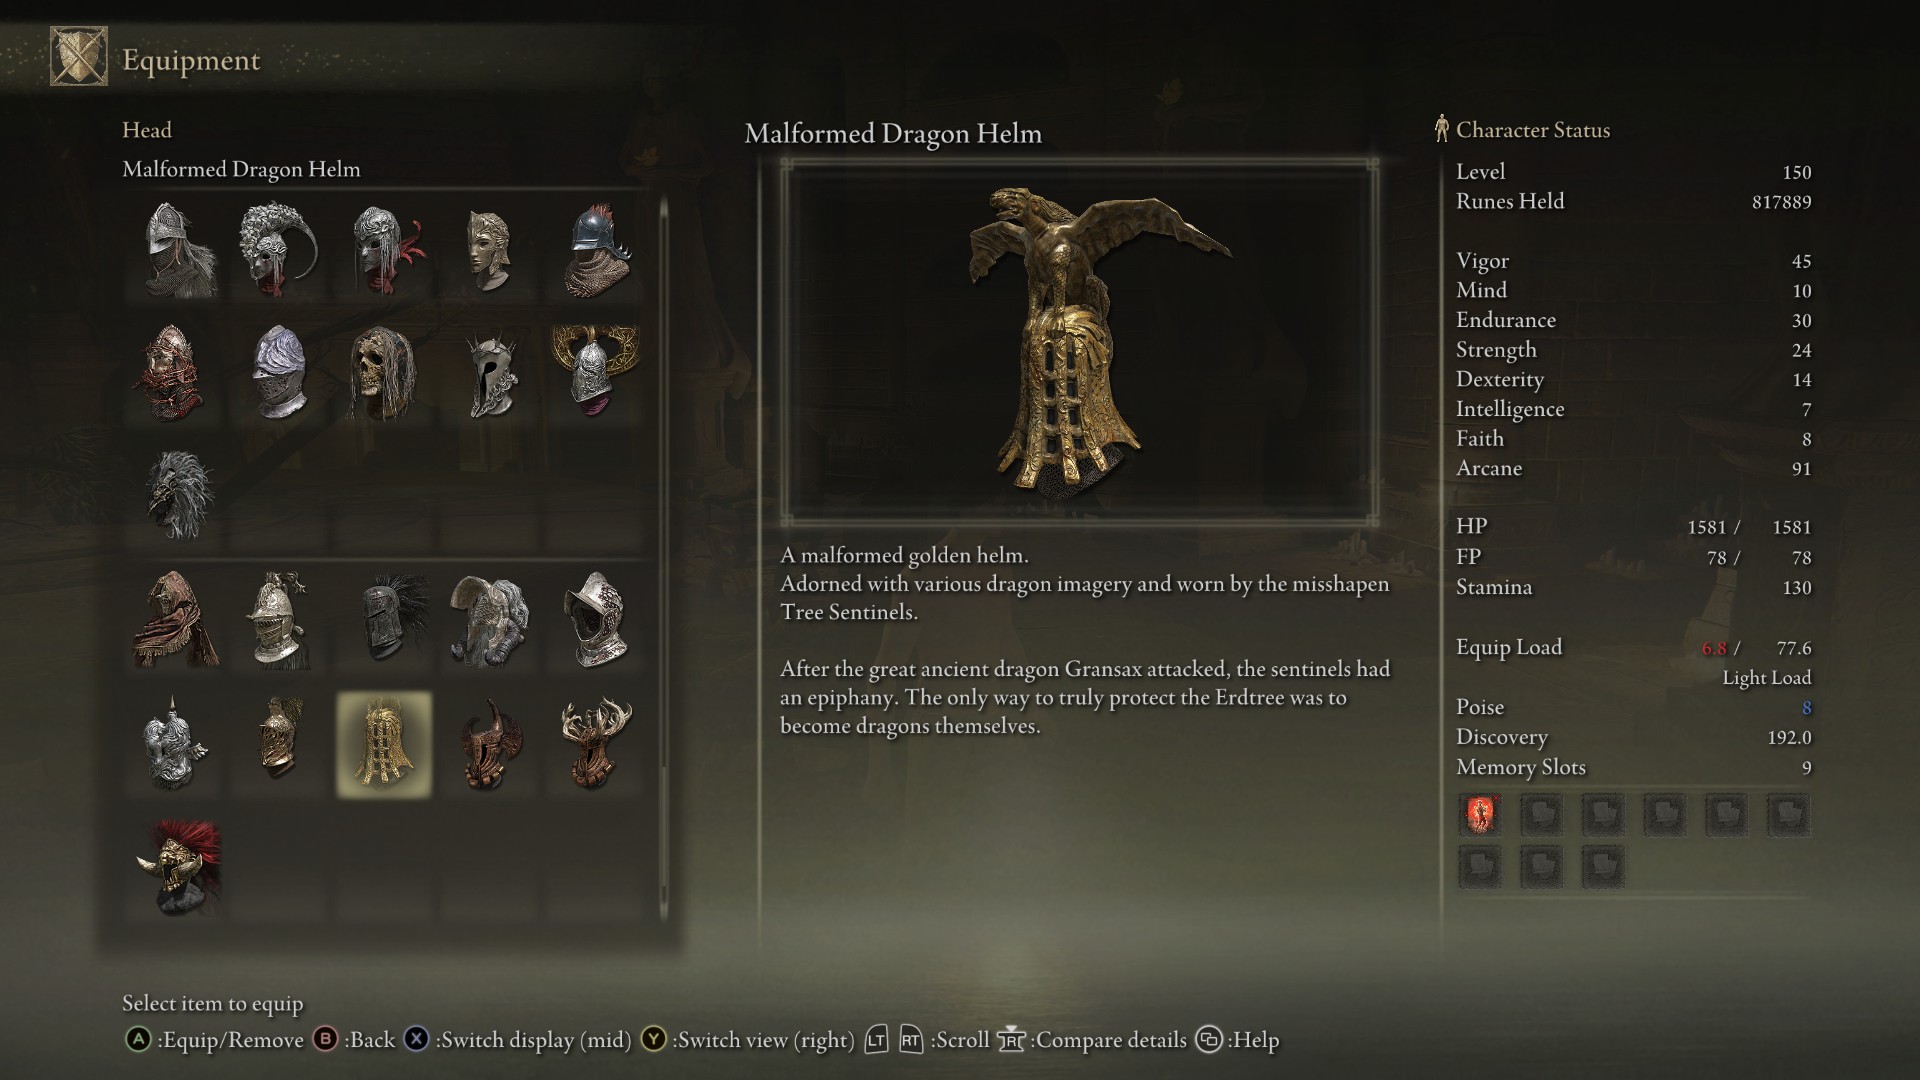 Equipment
Head
Malformed Dragon Helm
Malformed Dragon Helm
A malformed golden helm.
Adorned with various dragon imagery and worn by the misshapen
Tree Sentinels.
After the great ancient dragon Gransax attacked, the sentinels had
an epiphany. The only way to truly protect the Erdtree was to
become dragons themselves.
Character Status
Level 150
Runes Held 817889
Vigor 45
Mind 10
Endurance 30
Strength 24
Dexterity 14
Intelligence 7
Faith 8
Arcane 91
HP 1581 / 1581
FP 78 / 78
Stamina 130
Equip Load 6.8 / 77.6
Light Load
Poise 8
Discovery 192.0
Memory Slots 9
Select item to equip
A :Equip/Remove B :Back X :Switch display (mid) Y :Switch view (right) LT RT :Scroll R :Compare details :Help